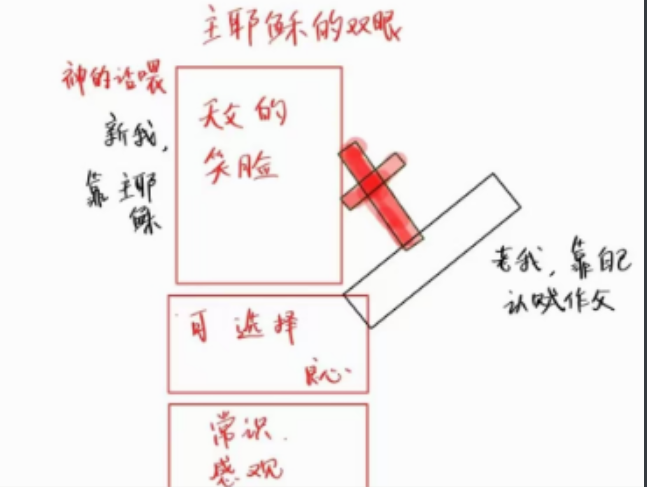 主耶稣的双眼
神的话喂
天父的
笑脸
新我,
靠主耶
稣
老我,靠自己
认贼作父
可选择
良心
常识.
感观